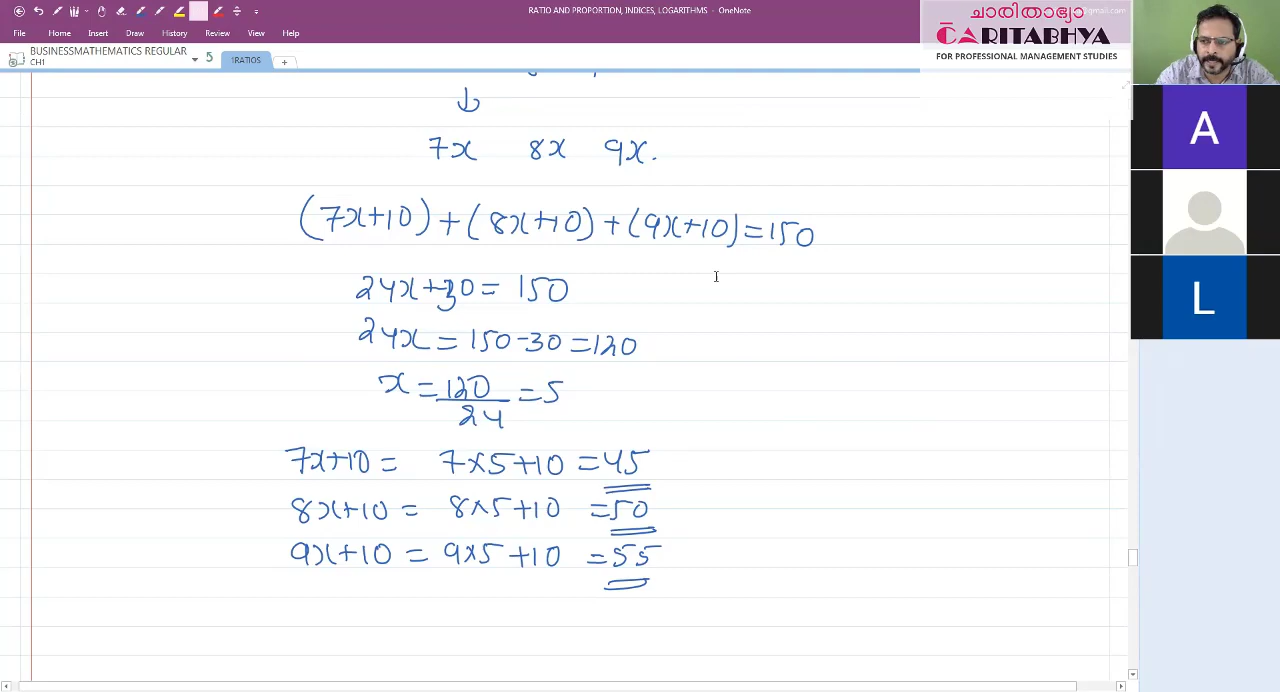 RATIO AND PROPORTION, INDICES, LOGARITHMS - OneNote
File Home Insert Draw History Review View Help
BUSINESSMATHEMATICS REGULAR
CH1
5
1RATIOS
ചാരിതാഭ്യാ
CARITABHYA
FOR PROFESSIONAL MANAGEMENT STUDIES
A
L
7x 8x 9x.
(7x+10)+(8x+10)+(9x+10)=150
24x+30= 150
24x=150-30=120
x=120/24=5
7x+10= 7×5+10=45
8x+10= 8×5+10=50
9x+10= 9×5+10=55